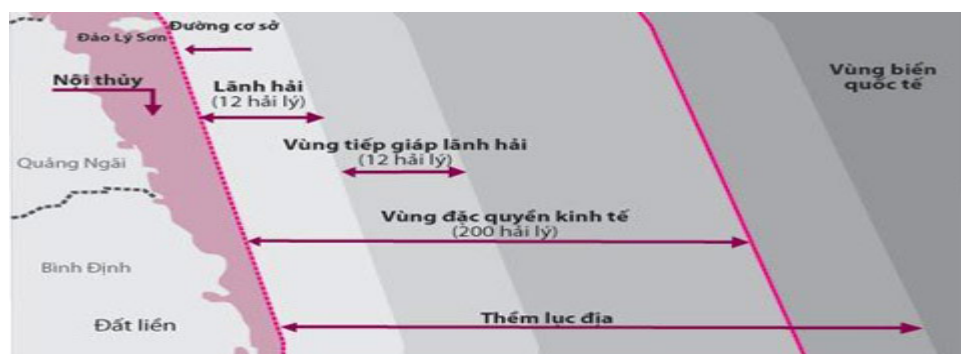 Đường cơ sở
Đảo Lý Sơn
Nội thủy
Lãnh hải
(12 hải lý)
Vùng biển
quốc tế
Vùng tiếp giáp lãnh hải
(12 hải lý)
Quảng Ngãi
Vùng đặc quyền kinh tế
(200 hải lý)
Bình Định
Đất liền
Thềm lục địa